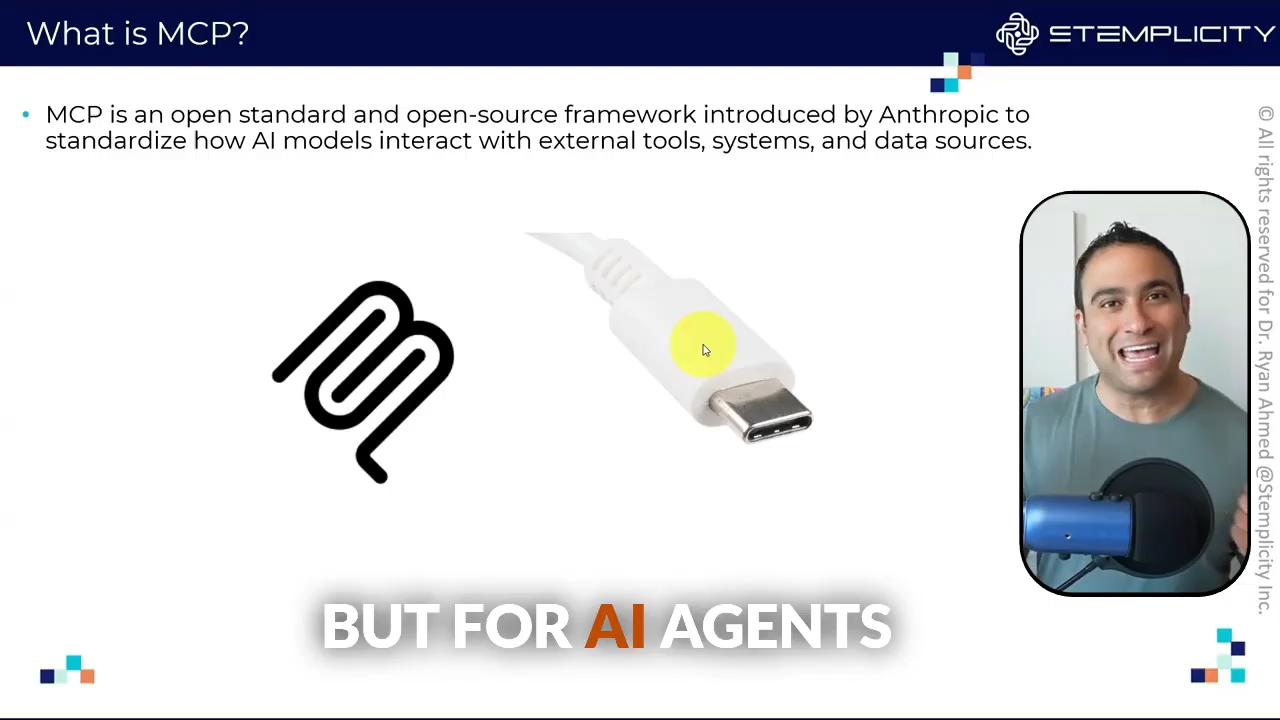 What is MCP?
STEMPLICITY
• MCP is an open standard and open-source framework introduced by Anthropic to
standardize how AI models interact with external tools, systems, and data sources.
© All rights reserved for Dr. Ryan Ahmed @Stemplicity Inc.
BUT FOR AI AGENTS